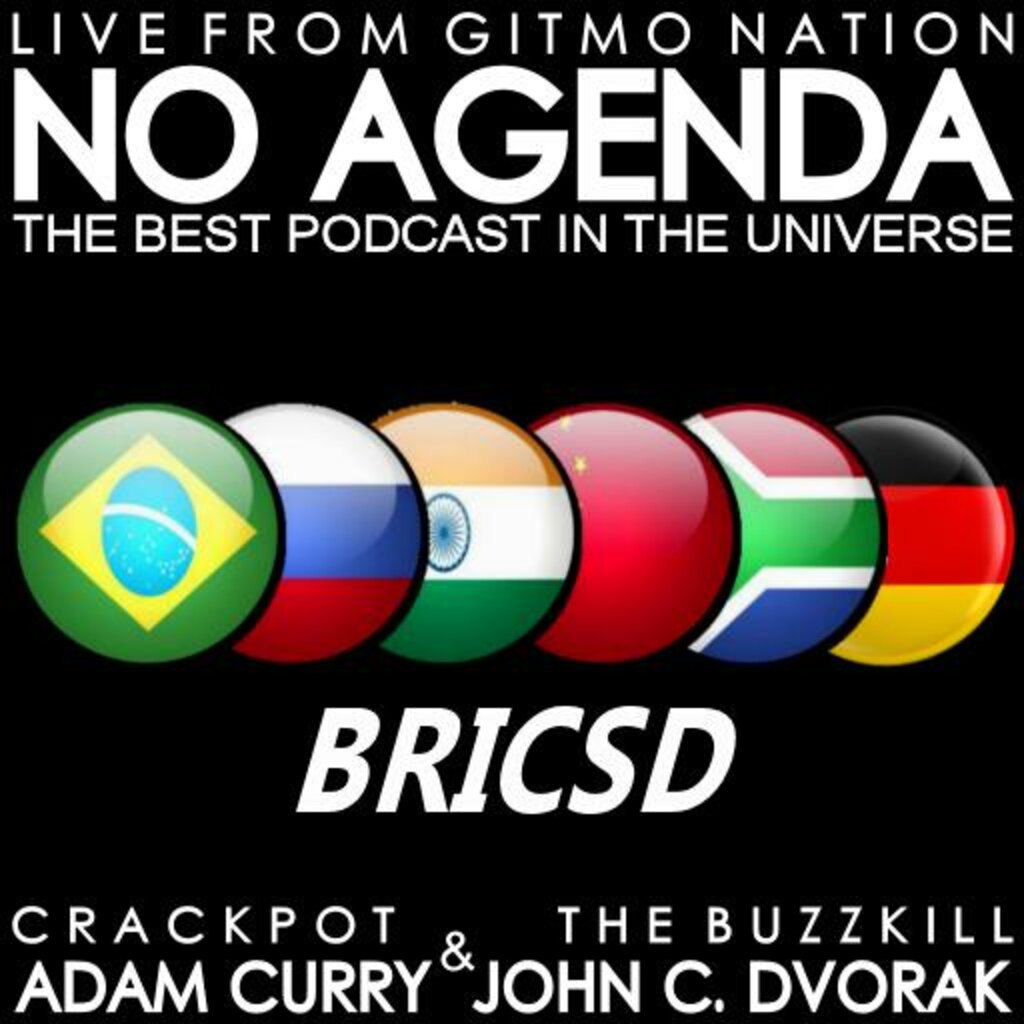 LIVE FROM GITMO NATION
NO AGENDA
THE BEST PODCAST IN THE UNIVERSE
BRICSD
CRACKPOT & THE BUZZKILL
ADAM CURRY JOHN C. DVORAK